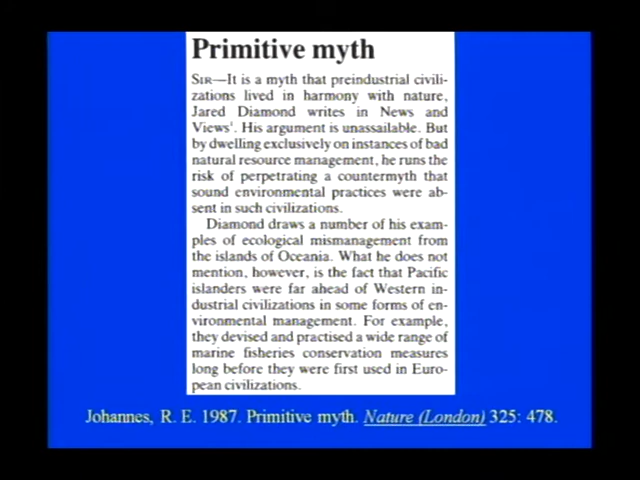 Primitive myth
SIR—It is a myth that preindustrial civili-
zations lived in harmony with nature,
Jared Diamond writes in News and
Views¹. His argument is unassailable. But
by dwelling exclusively on instances of bad
natural resource management, he runs the
risk of perpetrating a countermyth that
sound environmental practices were ab-
sent in such civilizations.
Diamond draws a number of his exam-
ples of ecological mismanagement from
the islands of Oceania. What he does not
mention, however, is the fact that Pacific
islanders were far ahead of Western in-
dustrial civilizations in some forms of en-
vironmental management. For example,
they devised and practised a wide range of
marine fisheries conservation measures
long before they were first used in Euro-
pean civilizations.
Johannes, R. E. 1987. Primitive myth. Nature (London) 325: 478.